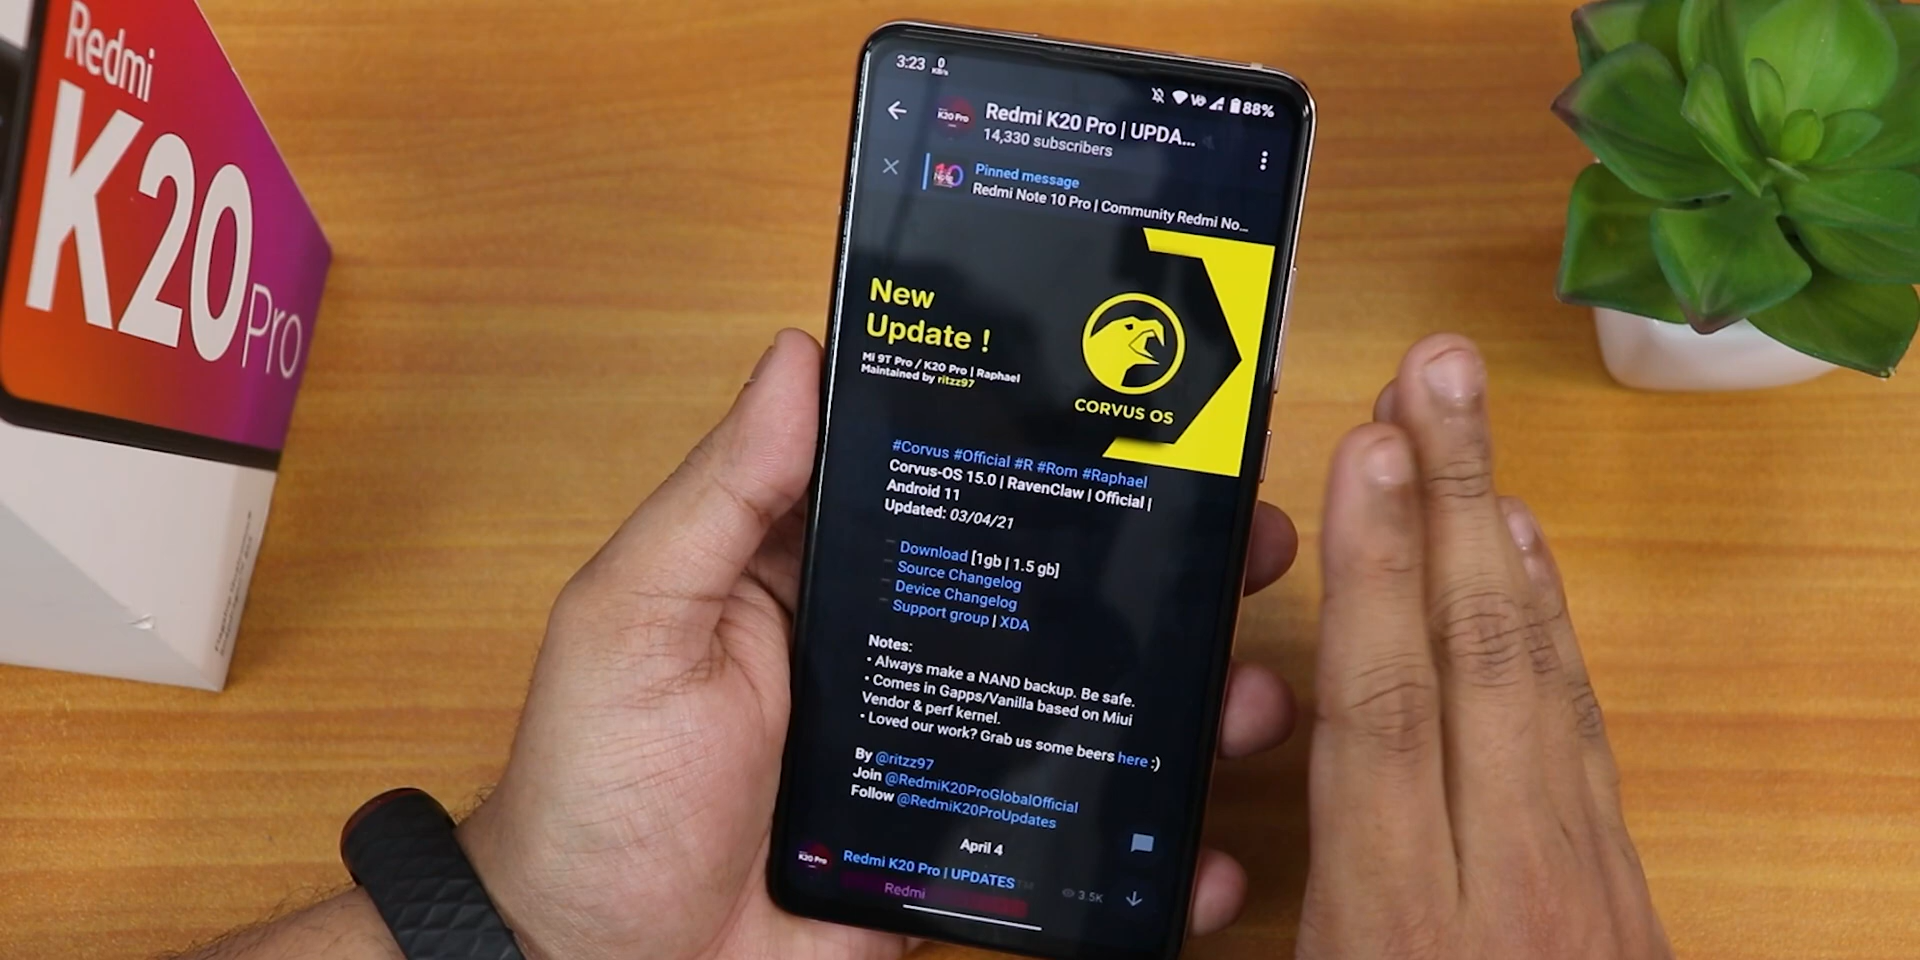 Redmi
K20 Pro
3:23 0 KB/s 88%
K20 Pro
Redmi K20 Pro | UPDA...
14,330 subscribers
Pinned message
Redmi Note 10 Pro | Community Redmi No...
New
Update !
Mi 9T Pro / K20 Pro | Raphael
Maintained by ritzz97
CORVUS OS
#Corvus #Official #R #Rom #Raphael
Corvus-OS 15.0 | RavenClaw | Official |
Android 11
Updated: 03/04/21
– Download [1gb | 1.5 gb]
– Source Changelog
– Device Changelog
– Support group | XDA
Notes:
• Always make a NAND backup. Be safe.
• Comes in Gapps/Vanilla based on Miui
Vendor & perf kernel.
• Loved our work? Grab us some beers here :)
By @ritzz97
Join @RedmiK20ProGlobalOfficial
Follow @RedmiK20ProUpdates
April 4
K20 Pro
Redmi K20 Pro | UPDATES
Redmi
3.5K